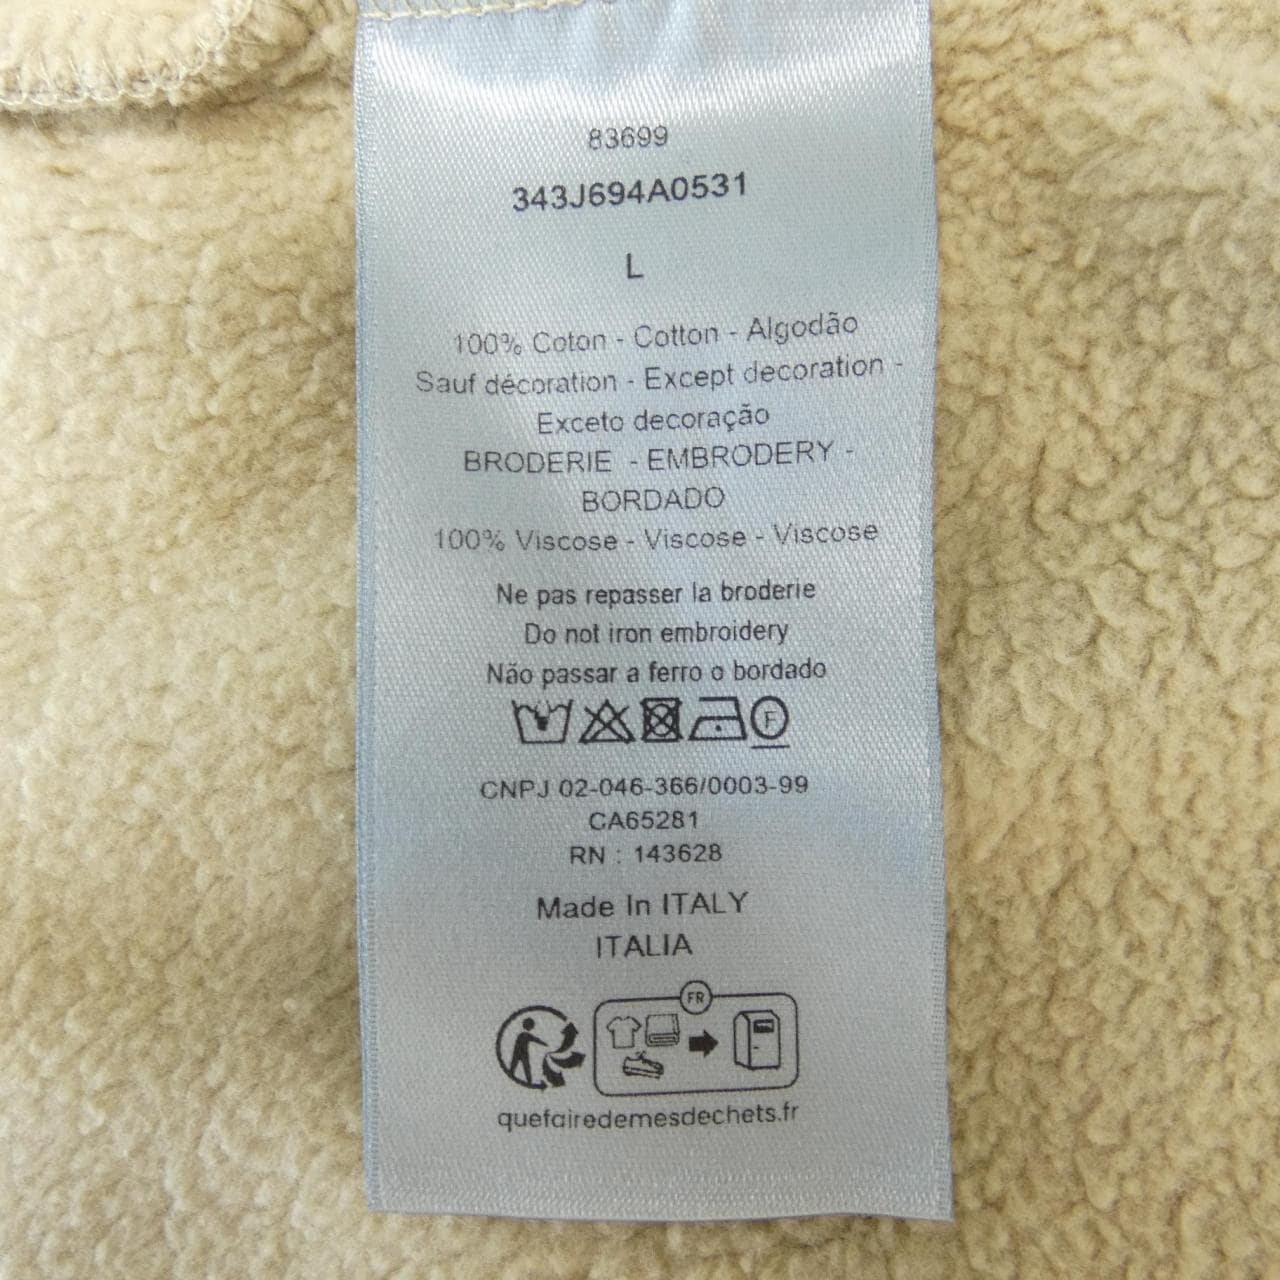 83699
343J694A0531
L
100% Coton - Cotton - Algodão
Sauf décoration - Except decoration -
Exceto decoração
BRODERIE - EMBRODERY -
BORDADO
100% Viscose - Viscose - Viscose
Ne pas repasser la broderie
Do not iron embroidery
Não passar a ferro o bordado
F
CNPJ 02-046-366/0003-99
CA65281
RN : 143628
Made In ITALY
ITALIA
FR
quefairedemesdechets.fr